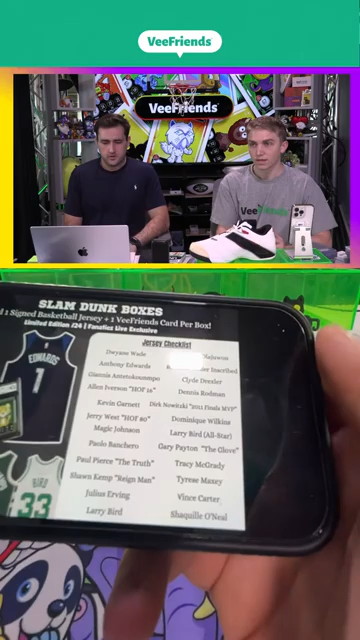 VeeFriends
VeeFriends
VeeFriends
SLAM DUNK BOXES
1 Signed Basketball Jersey + 1 VeeFriends Card Per Box!
Limited Edition /24 | Fanatics Live Exclusive
Jersey Checklist
Dwyane Wade
Anthony Edwards
Giannis Antetokounmpo
Allen Iverson "HOF 16"
Kevin Garnett
Jerry West "HOF 80"
Magic Johnson
Paolo Banchero
Paul Pierce "The Truth"
Shawn Kemp "Reign Man"
Julius Erving
Larry Bird
Inscribed
Clyde Drexler
Dennis Rodman
Dirk Nowitzki "2011 Finals MVP"
Dominique Wilkins
Larry Bird (All-Star)
Gary Payton "The Glove"
Tracy McGrady
Tyrese Maxey
Vince Carter
Shaquille O'Neal
EDWARDS
1
BIRD
33